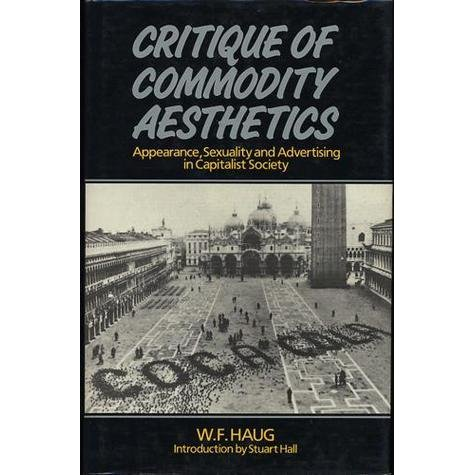 CRITIQUE OF
COMMODITY
AESTHETICS
Appearance, Sexuality and Advertising
in Capitalist Society
COCA COLA
W.F. HAUG
Introduction by Stuart Hall